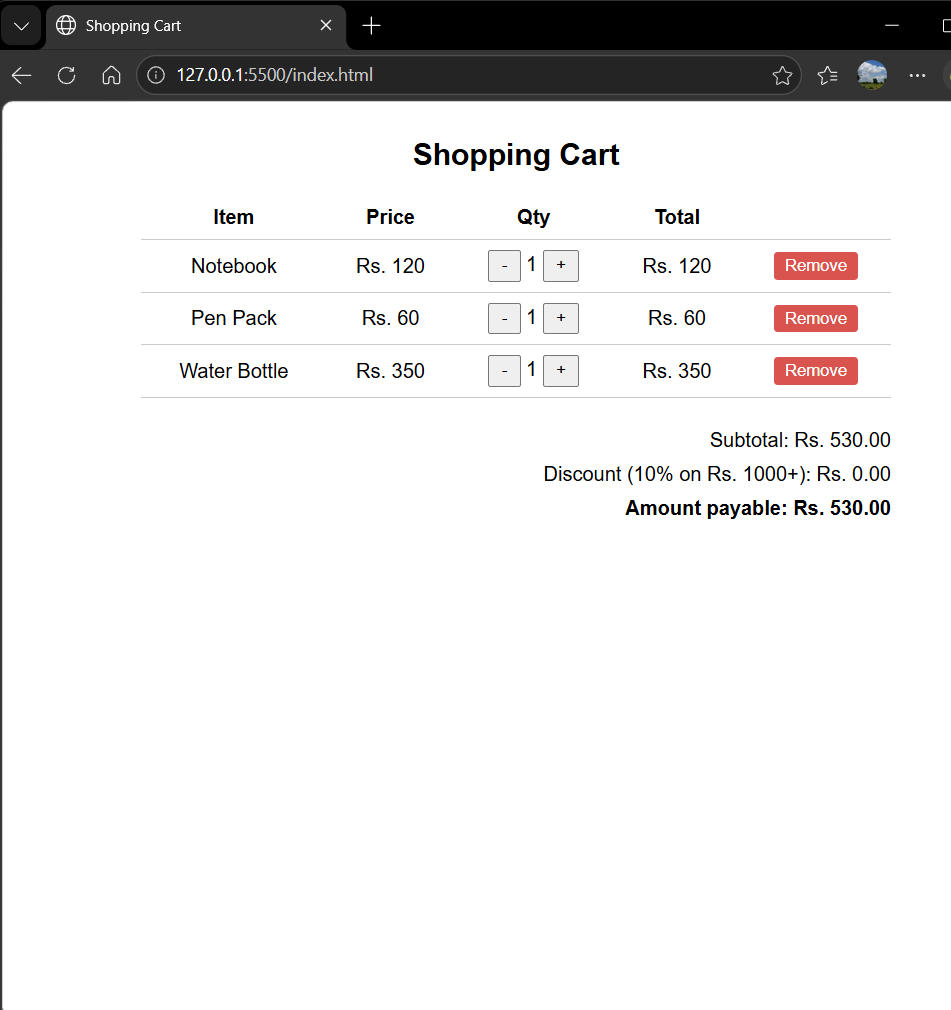 Shopping Cart
127.0.0.1:5500/index.html
Shopping Cart
Item Price Qty Total
Notebook Rs. 120 - 1 + Rs. 120 Remove
Pen Pack Rs. 60 - 1 + Rs. 60 Remove
Water Bottle Rs. 350 - 1 + Rs. 350 Remove
Subtotal: Rs. 530.00
Discount (10% on Rs. 1000+): Rs. 0.00
Amount payable: Rs. 530.00